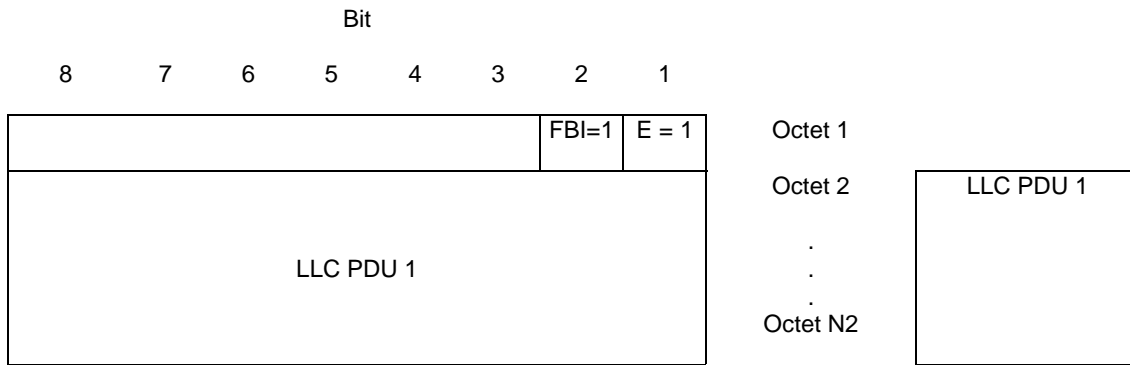 Bit
8 7 6 5 4 3 2 1
FBI=1 E = 1 Octet 1
Octet 2 LLC PDU 1
.
LLC PDU 1 .
.
Octet N2